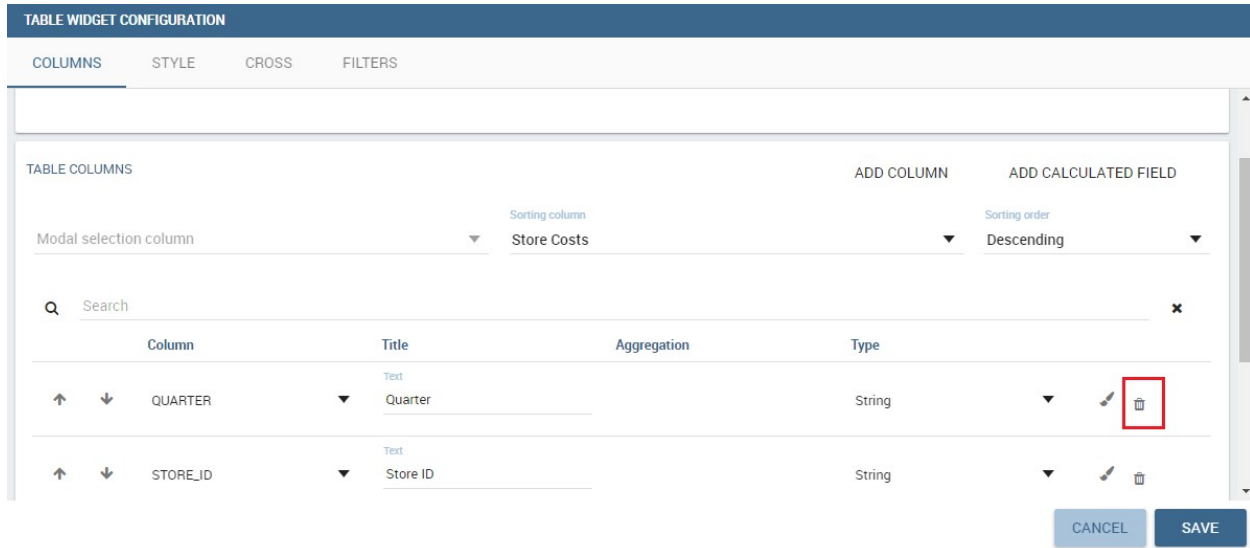 TABLE WIDGET CONFIGURATION
COLUMNS STYLE CROSS FILTERS
TABLE COLUMNS ADD COLUMN ADD CALCULATED FIELD
Sorting column Sorting order
Modal selection column Store Costs Descending
Search
Column Title Aggregation Type
Text
QUARTER Quarter String
Text
STORE_ID Store ID String
CANCEL SAVE